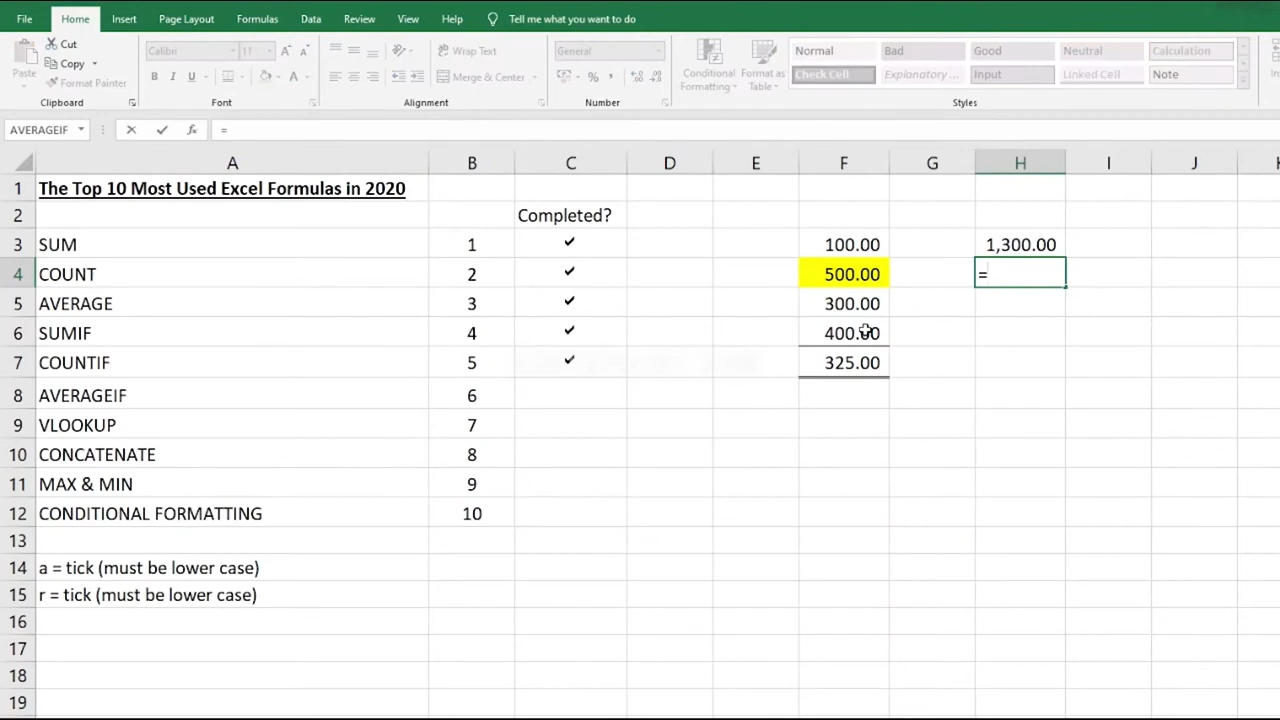 File Home Insert Page Layout Formulas Data Review View Help Tell me what you want to do
Cut
Copy
Format Painter
Paste
Calibri 11
B I U A
Wrap Text
Merge & Center
General
%
Conditional Formatting
Format as Table
Normal Bad Good Neutral Calculation
Check Cell Explanatory ... Input Linked Cell Note
Clipboard Font Alignment Number Styles
AVERAGEIF fx =
A B C D E F G H I J
1 The Top 10 Most Used Excel Formulas in 2020
2 Completed?
3 SUM 1 ✓ 100.00 1,300.00
4 COUNT 2 ✓ 500.00 =
5 AVERAGE 3 ✓ 300.00
6 SUMIF 4 ✓ 400.00
7 COUNTIF 5 ✓ 325.00
8 AVERAGEIF 6
9 VLOOKUP 7
10 CONCATENATE 8
11 MAX & MIN 9
12 CONDITIONAL FORMATTING 10
13
14 a = tick (must be lower case)
15 r = tick (must be lower case)
16
17
18
19